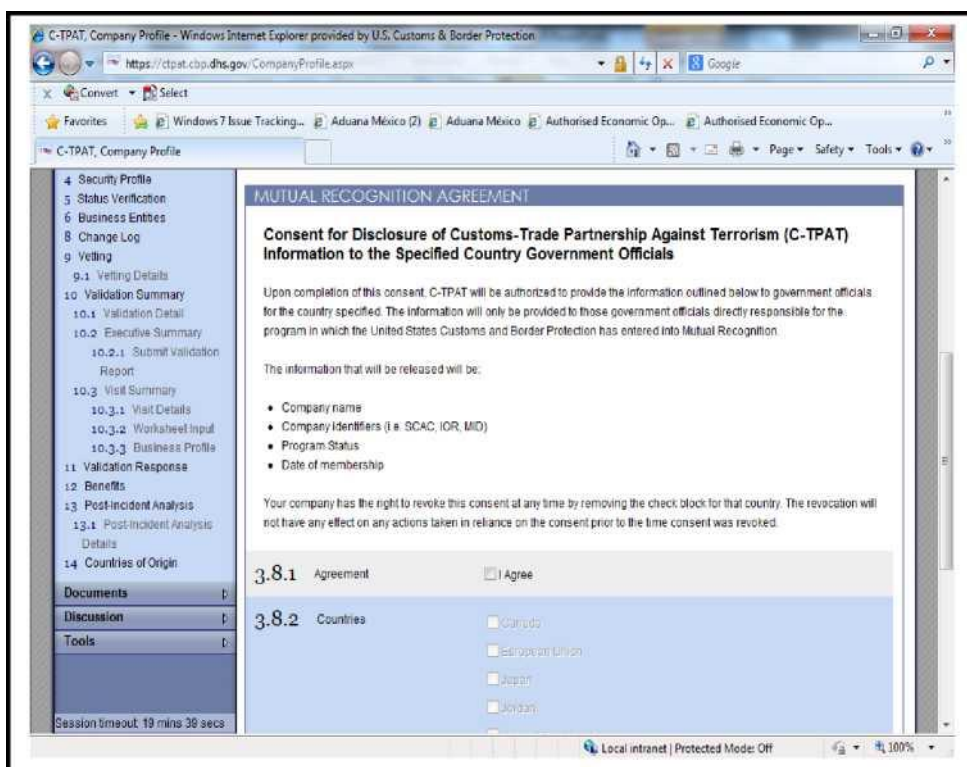 C-TPAT, Company Profile - Windows Internet Explorer provided by U.S. Customs & Border Protection
https://ctpat.cbp.dhs.gov/CompanyProfile.aspx
Google
x Convert Select
Favorites Windows 7 Issue Tracking... Aduana México (2) Aduana México Authorised Economic Op... Authorised Economic Op...
C-TPAT, Company Profile
Page Safety Tools
4 Security Profile
5 Status Verification
6 Business Entities
8 Change Log
9 Vetting
9.1 Vetting Details
10 Validation Summary
10.1 Validation Detail
10.2 Executive Summary
10.2.1 Submit Validation
Report
10.3 Visit Summary
10.3.1 Visit Details
10.3.2 Worksheet Input
10.3.3 Business Profile
11 Validation Response
12 Benefits
13 Post-Incident Analysis
13.1 Post-Incident Analysis
Details
14 Countries of Origin
Documents
Discussion
Tools
Session timeout: 19 mins 39 secs
MUTUAL RECOGNITION AGREEMENT
Consent for Disclosure of Customs-Trade Partnership Against Terrorism (C-TPAT)
Information to the Specified Country Government Officials
Upon completion of this consent, C-TPAT will be authorized to provide the information outlined below to government officials
for the country specified. The information will only be provided to those government officials directly responsible for the
program in which the United States Customs and Border Protection has entered into Mutual Recognition.
The information that will be released will be:
• Company name
• Company identifiers (i.e. SCAC, IOR, MID)
• Program Status
• Date of membership
Your company has the right to revoke this consent at any time by removing the check block for that country. The revocation will
not have any effect on any actions taken in reliance on the consent prior to the time consent was revoked.
3.8.1 Agreement I Agree
3.8.2 Countries Canada
European Union
Japan
Jordan
Local intranet | Protected Mode: Off 100%